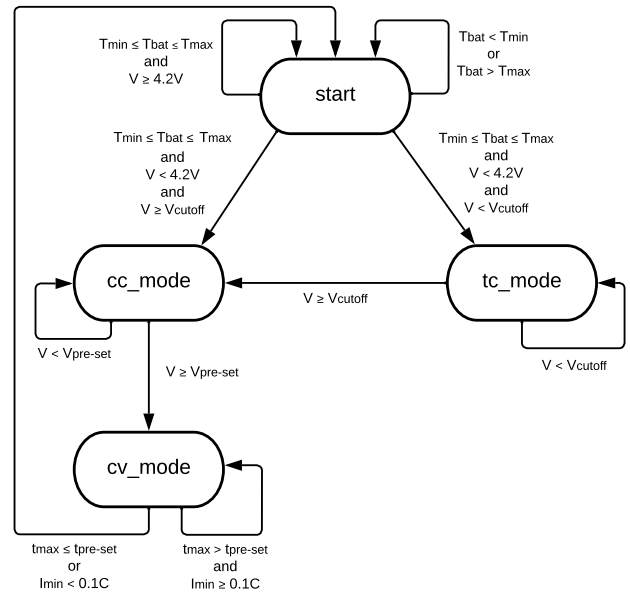 Tmin ≤ Tbat ≤ Tmax
and
V ≥ 4.2V
Tbat < Tmin
or
Tbat > Tmax
start
Tmin ≤ Tbat ≤ Tmax
and
V < 4.2V
and
V ≥ Vcutoff
Tmin ≤ Tbat ≤ Tmax
and
V < 4.2V
and
V < Vcutoff
cc_mode
tc_mode
V ≥ Vcutoff
V < Vpre-set
V < Vcutoff
V ≥ Vpre-set
cv_mode
tmax ≤ tpre-set
or
Imin < 0.1C
tmax > tpre-set
and
Imin ≥ 0.1C